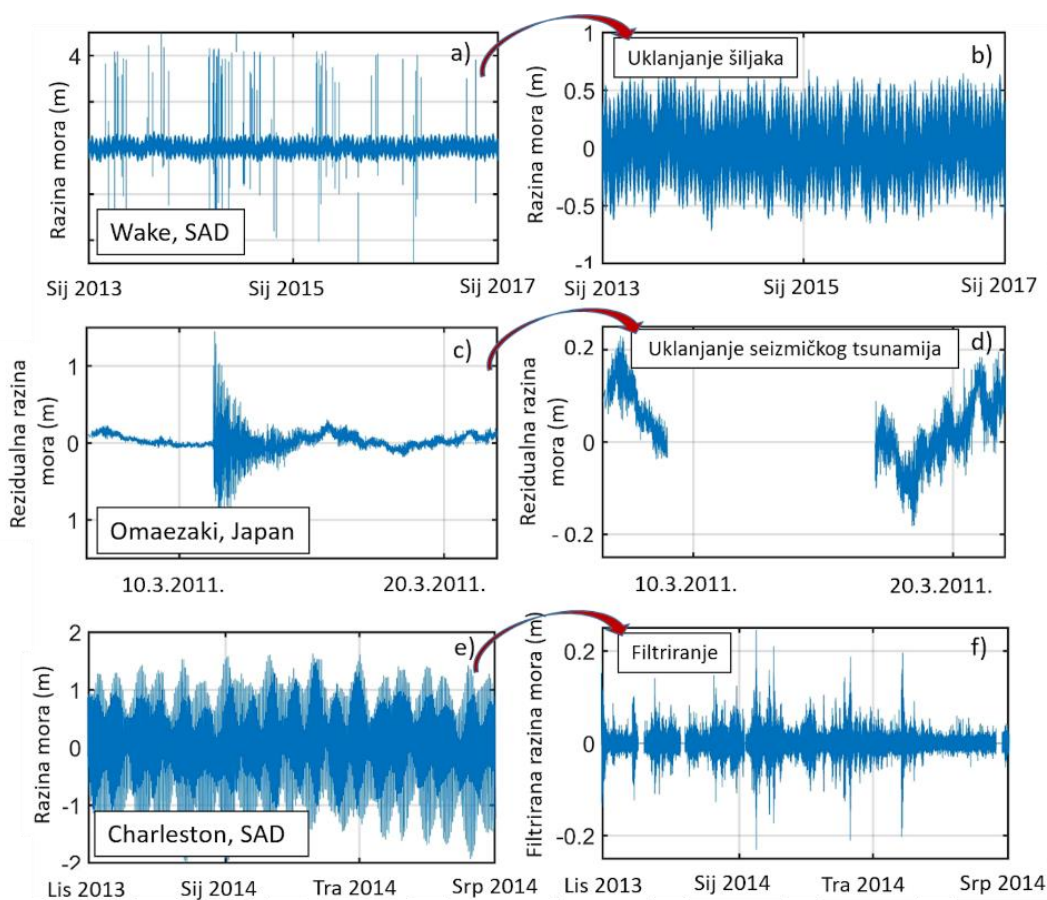 a)
4
Razina mora (m)
Wake, SAD
Sij 2013
Sij 2015
Sij 2017
Uklanjanje šiljaka
b)
1
0.5
0
-0.5
-1
Razina mora (m)
Sij 2013
Sij 2015
Sij 2017
c)
1
0
1
Rezidualna razina
mora (m)
Omaezaki, Japan
10.3.2011.
20.3.2011.
Uklanjanje seizmičkog tsunamija
d)
0.2
0
- 0.2
Rezidualna razina
mora (m)
10.3.2011.
20.3.2011.
e)
2
1
0
-1
-2
Razina mora (m)
Charleston, SAD
Lis 2013
Sij 2014
Tra 2014
Srp 2014
Filtriranje
f)
0.2
0
-0.2
Filtrirana razina mora (m)
Lis 2013
Sij 2014
Tra 2014
Srp 2014